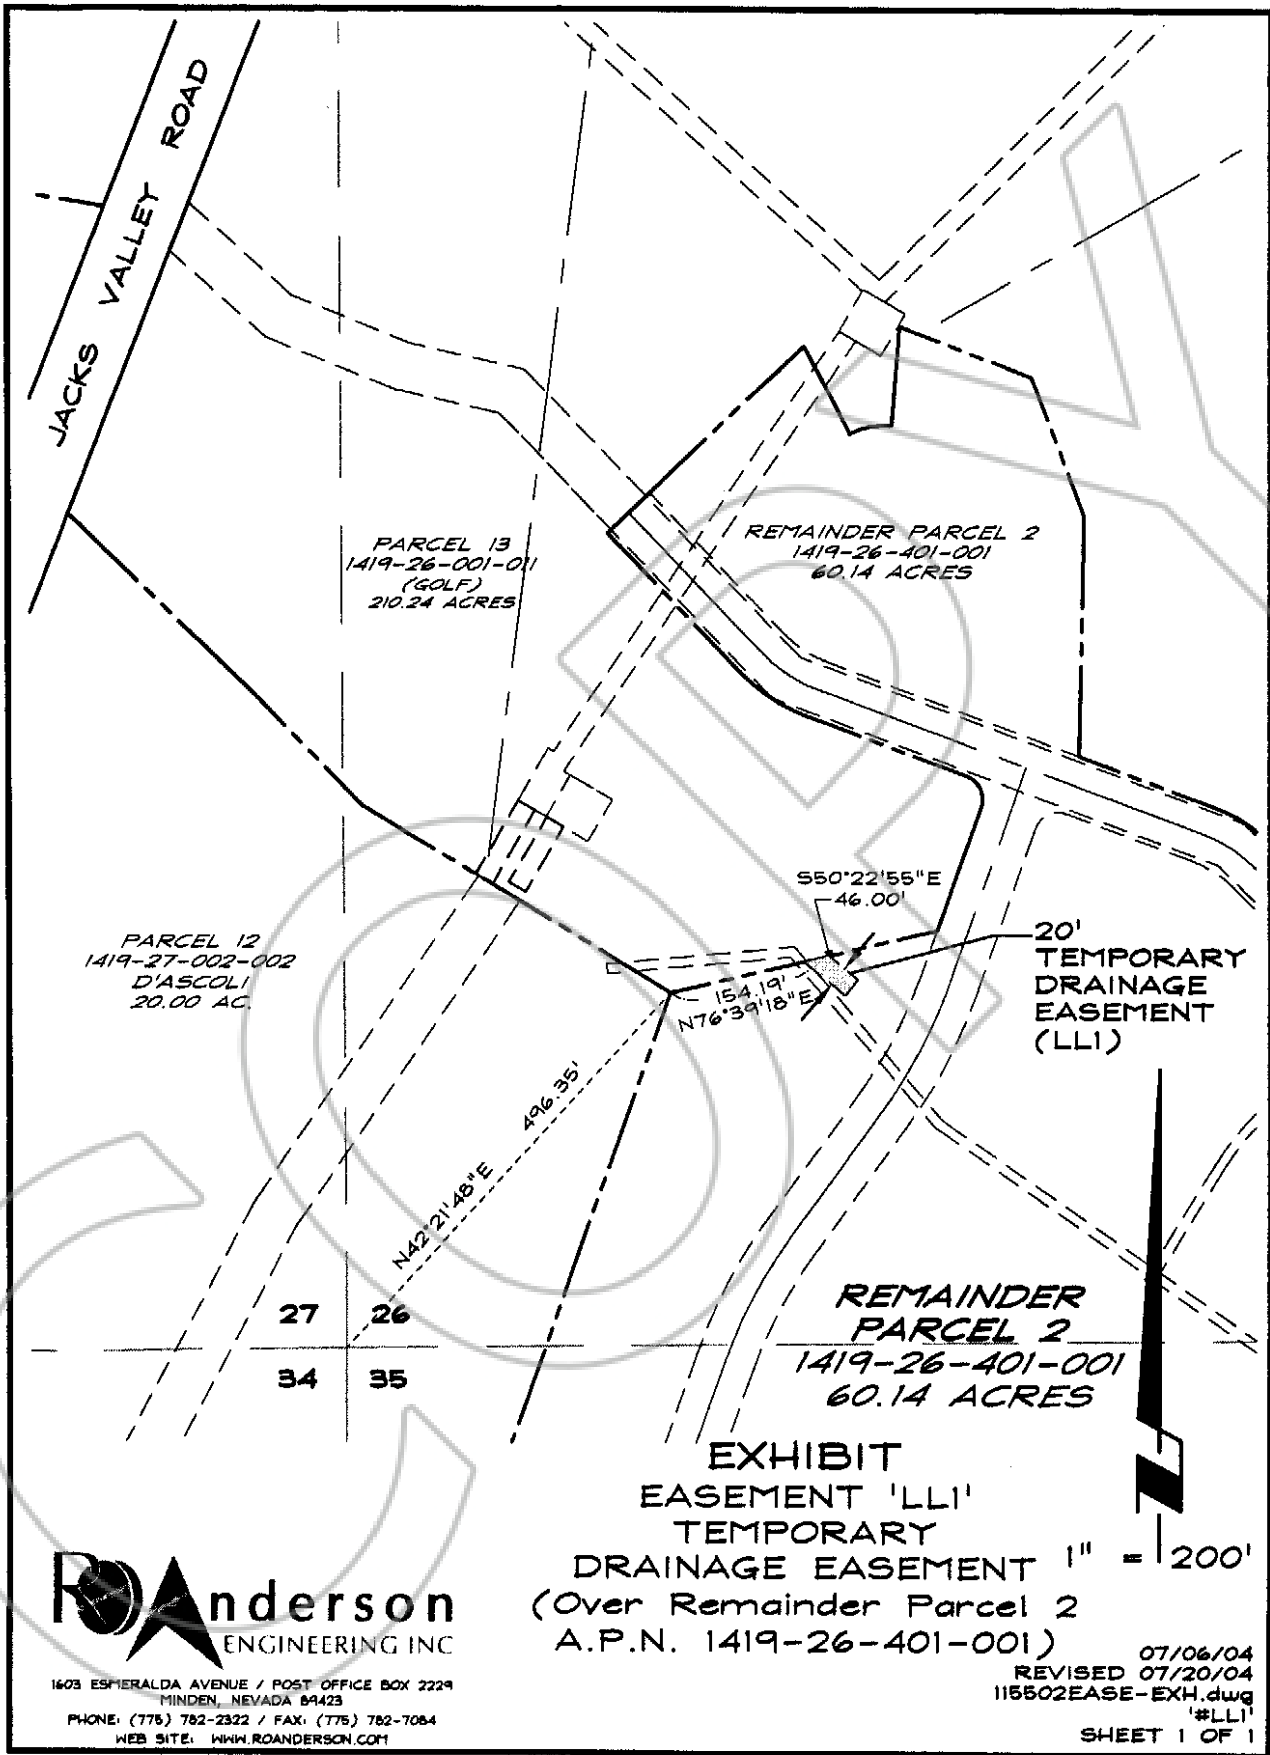 JACKS VALLEY ROAD
PARCEL 13
1419-26-001-011
(GOLF)
210.24 ACRES
REMAINDER PARCEL 2
1419-26-401-001
60.14 ACRES
S50°22'55"E
46.00'
PARCEL 12
1419-27-002-002
D'ASCOLI
20.00 AC.
20'
TEMPORARY
DRAINAGE
EASEMENT
(LL1)
154.19'
N76°39'18"E
496.35'
N42°21'48"E
27 26
34 35
REMAINDER
PARCEL 2
1419-26-401-001
60.14 ACRES
EXHIBIT
EASEMENT 'LL1'
TEMPORARY
DRAINAGE EASEMENT
(Over Remainder Parcel 2
A.P.N. 1419-26-401-001)
1" = 200'
ROAnderson
ENGINEERING INC
1603 ESMERALDA AVENUE / POST OFFICE BOX 2229
MINDEN, NEVADA 89423
PHONE: (775) 782-2322 / FAX: (775) 782-7084
WEB SITE: WWW.ROANDERSON.COM
07/06/04
REVISED 07/20/04
115502EASE-EXH.dwg
'#LL1'
SHEET 1 OF 1
COPY